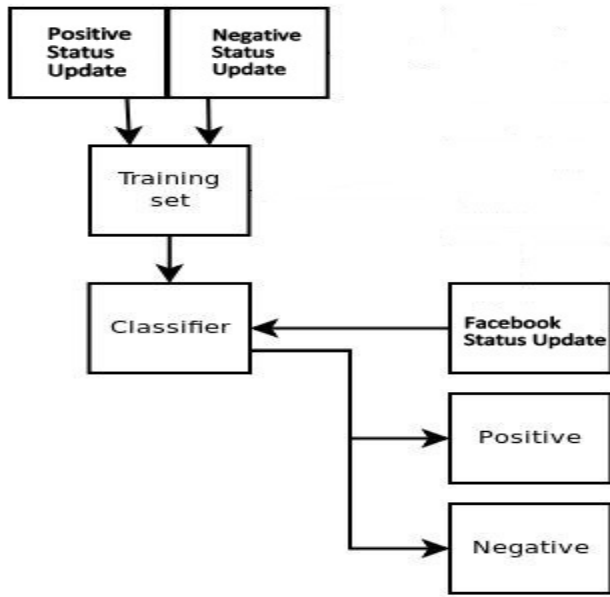 Positive
Status
Update
Negative
Status
Update
Training
set
Classifier
Facebook
Status Update
Positive
Negative